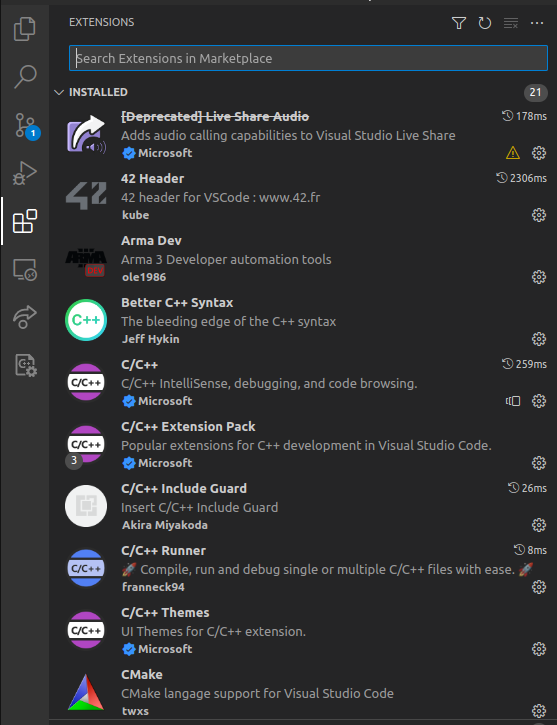 EXTENSIONS
Search Extensions in Marketplace
INSTALLED 21
1
[Deprecated] Live Share Audio 178ms
Adds audio calling capabilities to Visual Studio Live Share
Microsoft
42
42 Header 2306ms
42 header for VSCode : www.42.fr
kube
ARMA
DEV
Arma Dev
Arma 3 Developer automation tools
ole1986
C++
Better C++ Syntax
The bleeding edge of the C++ syntax
Jeff Hykin
C/C++
C/C++ 259ms
C/C++ IntelliSense, debugging, and code browsing.
Microsoft
C/C++
3
C/C++ Extension Pack
Popular extensions for C++ development in Visual Studio Code.
Microsoft
C/C++ Include Guard 26ms
Insert C/C++ Include Guard
Akira Miyakoda
C/C++
C/C++ Runner 8ms
🚀 Compile, run and debug single or multiple C/C++ files with ease. 🚀
franneck94
C/C++
C/C++ Themes
UI Themes for C/C++ extension.
Microsoft
CMake
CMake langage support for Visual Studio Code
twxs